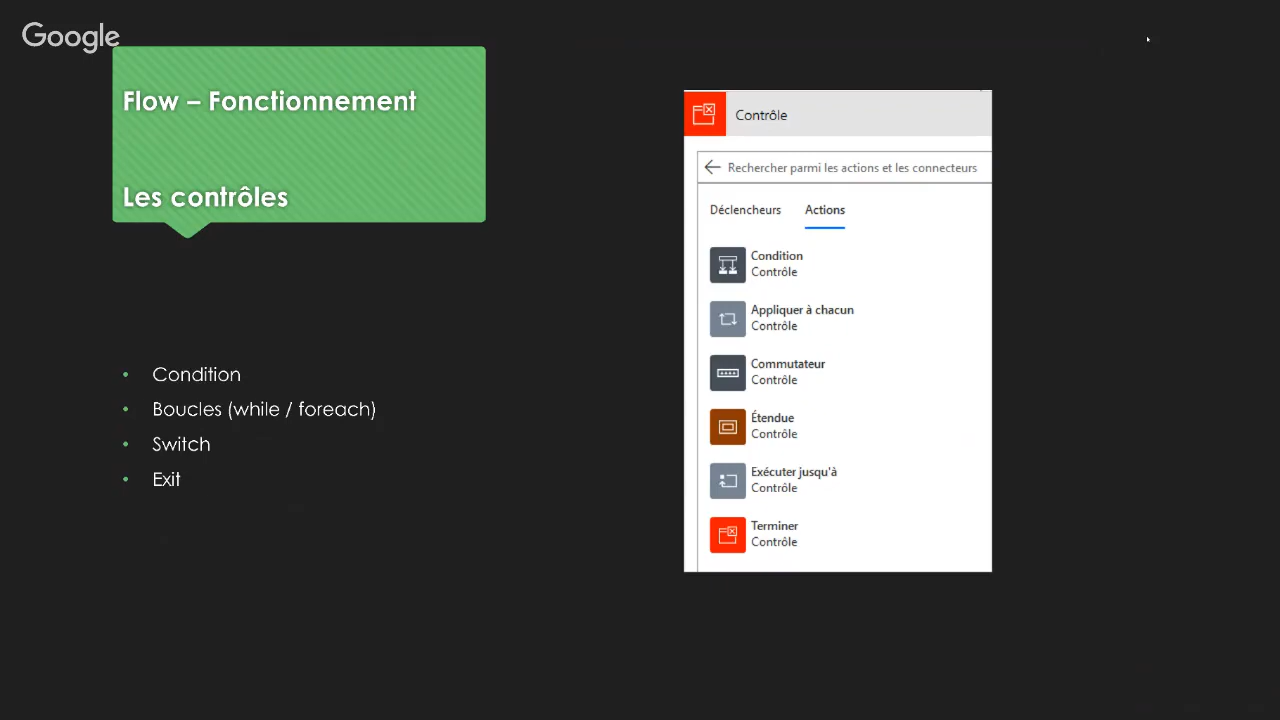 Google
Flow – Fonctionnement
Les contrôles
Condition
Boucles (while / foreach)
Switch
Exit
Contrôle
Rechercher parmi les actions et les connecteurs
Déclencheurs Actions
Condition
Contrôle
Appliquer à chacun
Contrôle
Commutateur
Contrôle
Étendue
Contrôle
Exécuter jusqu'à
Contrôle
Terminer
Contrôle